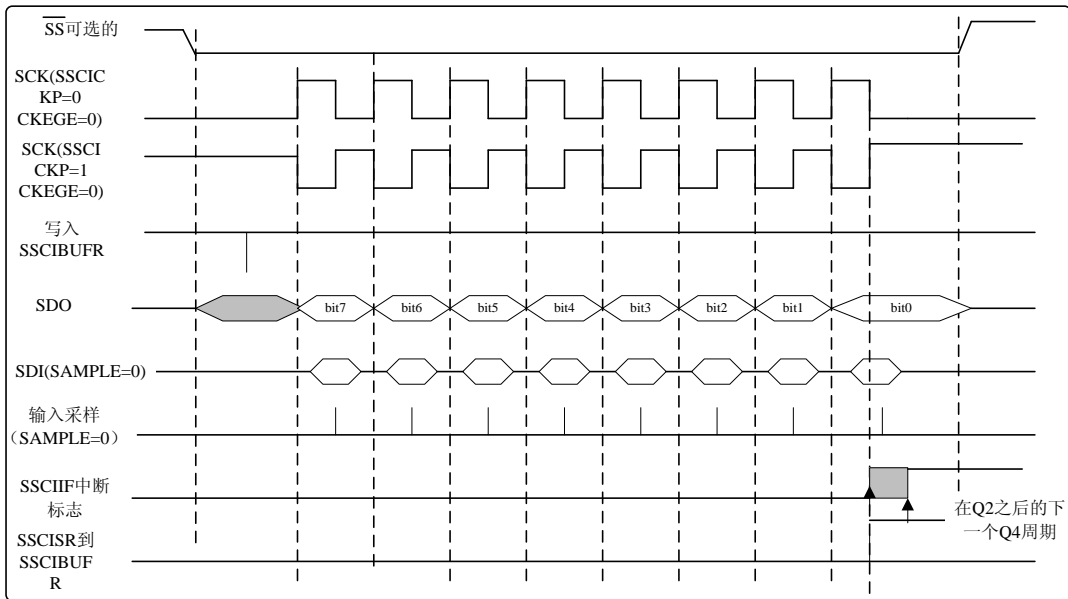 SS可选的
SCK(SSCIC
KP=0
CKEGE=0)
SCK(SSCI
CKP=1
CKEGE=0)
写入
SSCIBUFR
SDO
bit7
bit6
bit5
bit4
bit3
bit2
bit1
bit0
SDI(SAMPLE=0)
输入采样
（SAMPLE=0）
SSCIIF中断
标志
在Q2之后的下
一个Q4周期
SSCISR到
SSCIBUF
R